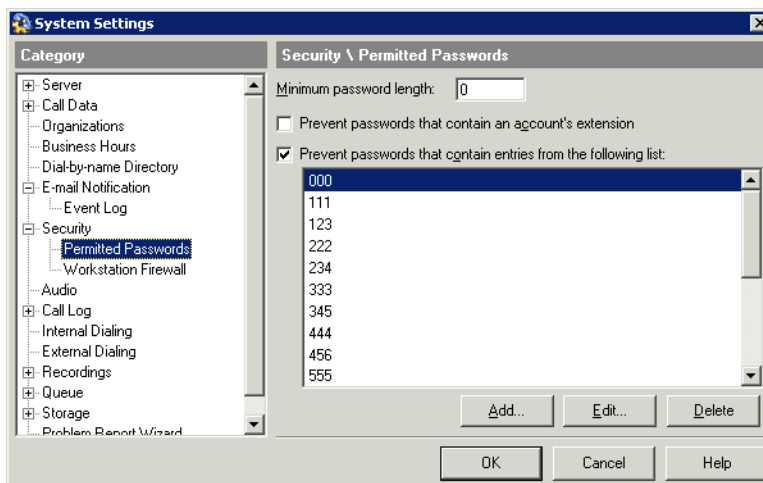 System Settings
Category
Server
Call Data
Organizations
Business Hours
Dial-by-name Directory
E-mail Notification
Event Log
Security
Permitted Passwords
Workstation Firewall
Audio
Call Log
Internal Dialing
External Dialing
Recordings
Queue
Storage
Problem Report Wizard
Security \ Permitted Passwords
Minimum password length: 0
Prevent passwords that contain an account's extension
Prevent passwords that contain entries from the following list:
000
111
123
222
234
333
345
444
456
555
Add... Edit... Delete
OK Cancel Help